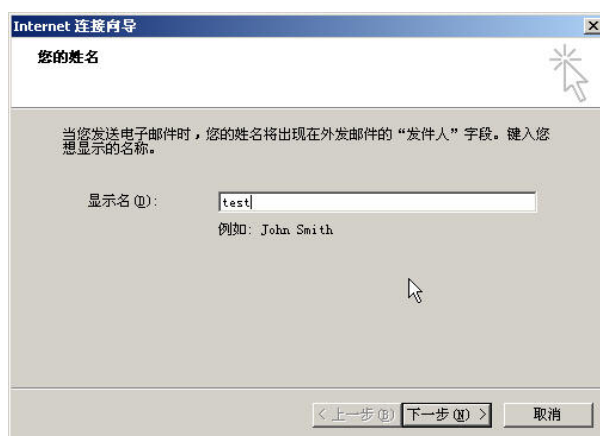 Internet 连接向导
您的姓名
当您发送电子邮件时，您的姓名将出现在外发邮件的“发件人”字段。键入您
想显示的名称。
显示名(D): test
例如: John Smith
<上一步(B) 下一步(N) > 取消